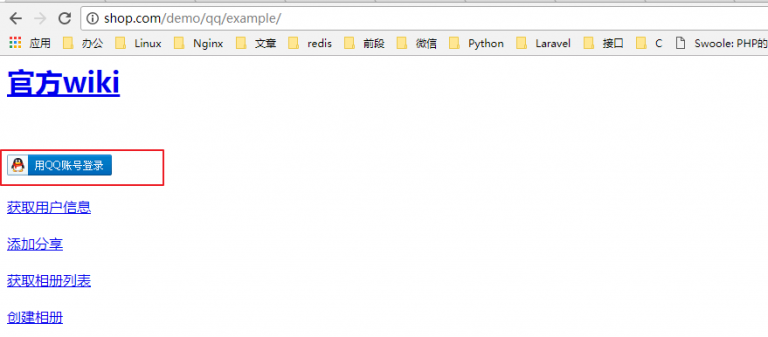 shop.com/demo/qq/example/
应用 办公 Linux Nginx 文章 redis 前段 微信 Python Laravel 接口 C Swoole: PHP的
官方wiki
用QQ账号登录
获取用户信息
添加分享
获取相册列表
创建相册